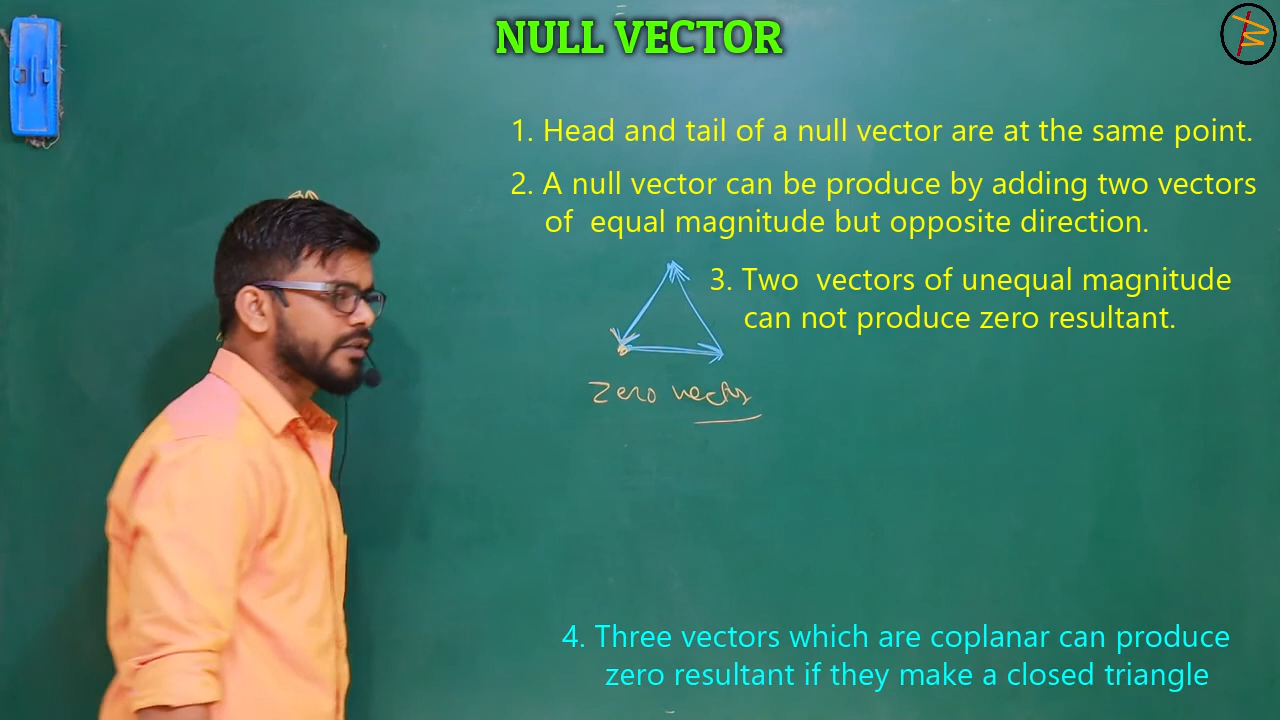 NULL VECTOR
1. Head and tail of a null vector are at the same point.
2. A null vector can be produce by adding two vectors
of equal magnitude but opposite direction.
3. Two vectors of unequal magnitude
can not produce zero resultant.
Zero vector
4. Three vectors which are coplanar can produce
zero resultant if they make a closed triangle